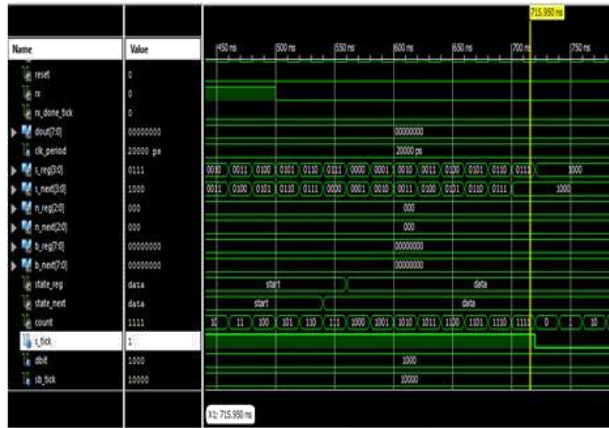 715.950 ns
Name Value
450 ns 500 ns 550 ns 600 ns 650 ns 700 ns 750 ns
reset 0
rx 0
rx_done_tick 0
dout[7:0] 00000000 00000000
clk_period 20000 ps 20000 ps
s_reg[3:0] 0111 0010 0011 0100 0101 0110 0111 0000 0001 0010 0011 0100 0101 0110 0111 1000
s_next[3:0] 1000 0011 0100 0101 0110 0111 0001 0010 0011 0100 0101 0110 0111 1000
n_reg[2:0] 000 000
n_next[2:0] 000 000
b_reg[7:0] 00000000 00000000
b_next[7:0] 00000000 00000000
state_reg data start data
state_next data start data
count 1111 10 11 100 101 110 111 1000 1001 1010 1011 1100 1101 1110 1111 0 1 10
s_tick 1
dbit 1000 1000
sb_tick 10000 10000
X1: 715.950 ns